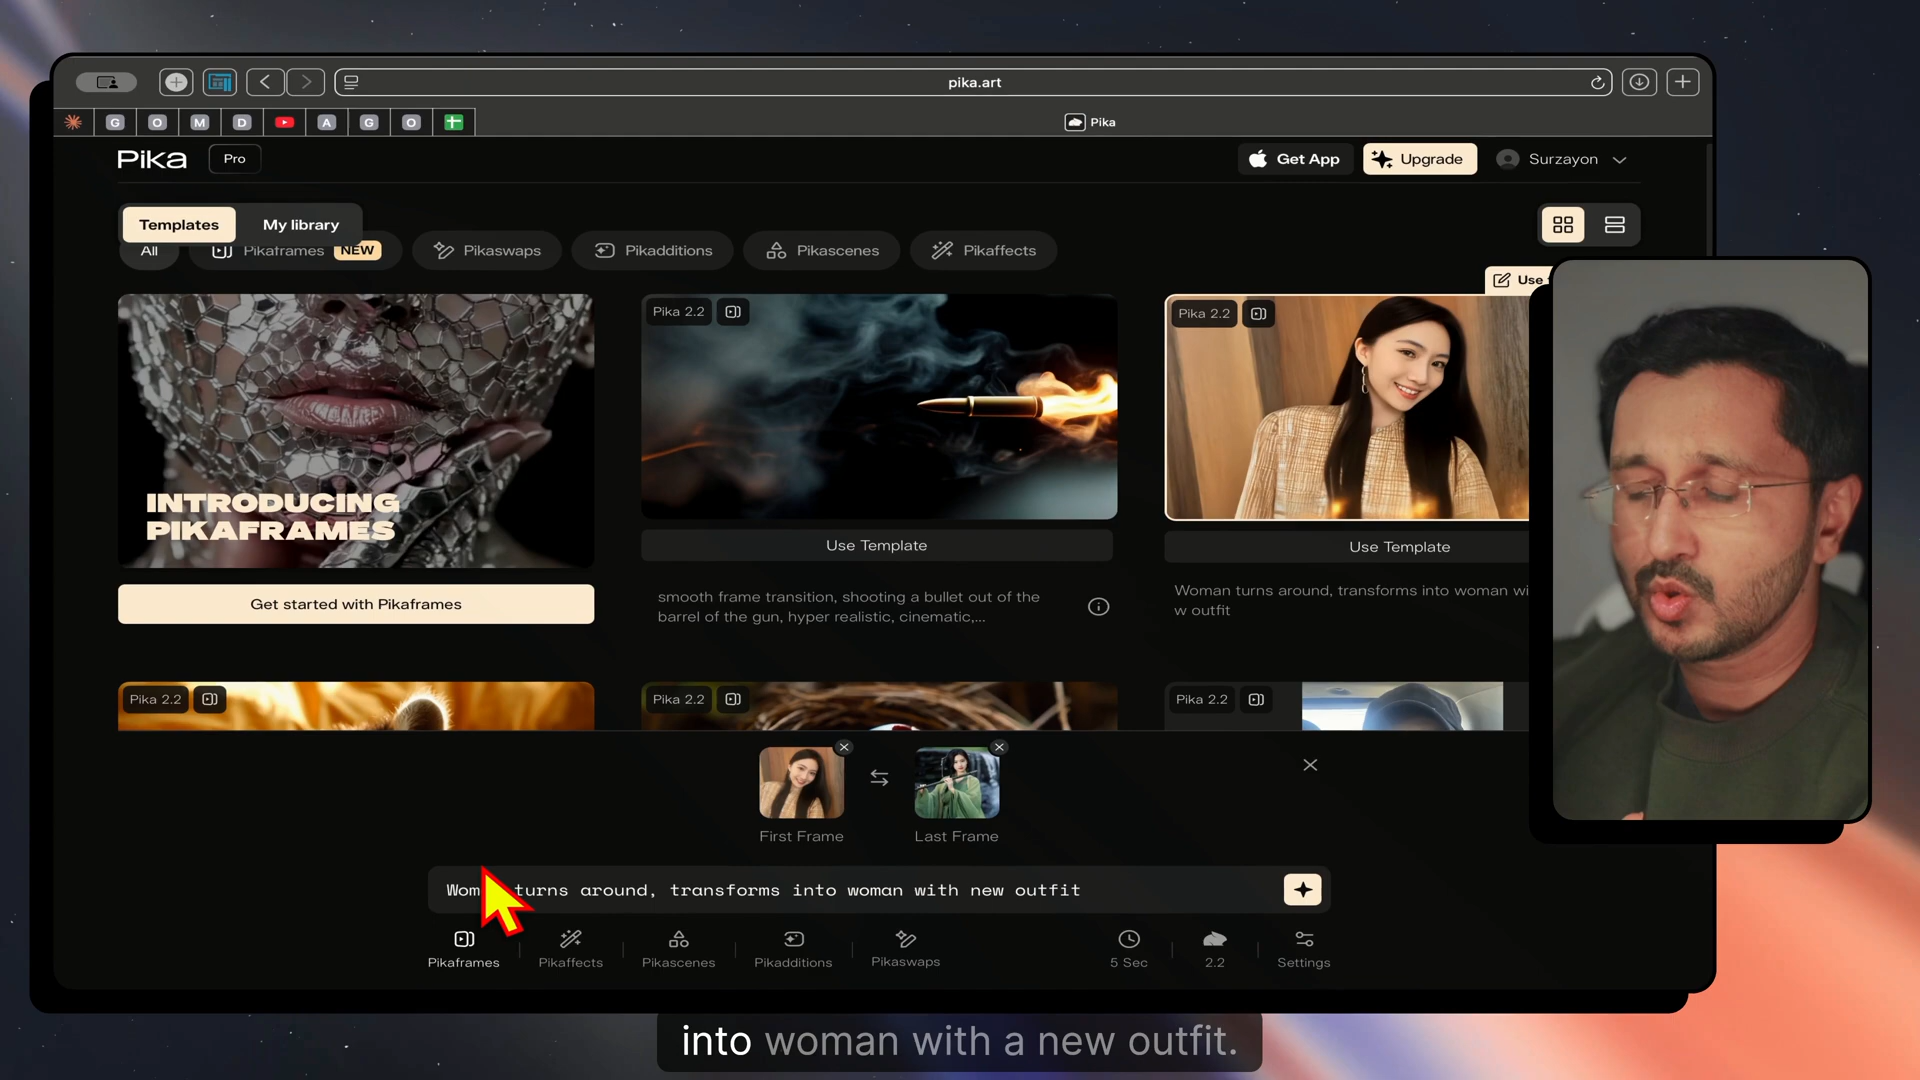 pika.art
G
O
M
D
A
G
O
Pika
Pika
Pro
Get App
Upgrade
Surzayon
Templates
My library
All
Pikaframes
NEW
Pikaswaps
Pikadditions
Pikascenes
Pikaffects
Use
Pika 2.2
Pika 2.2
INTRODUCING
PIKAFRAMES
Use Template
Use Template
Get started with Pikaframes
smooth frame transition, shooting a bullet out of the
barrel of the gun, hyper realistic, cinematic,...
Woman turns around, transforms into woman wi
w outfit
Pika 2.2
Pika 2.2
Pika 2.2
First Frame
Last Frame
Wom turns around, transforms into woman with new outfit
Pikaframes
Pikaffects
Pikascenes
Pikadditions
Pikaswaps
5 Sec
2.2
Settings
into woman with a new outfit.